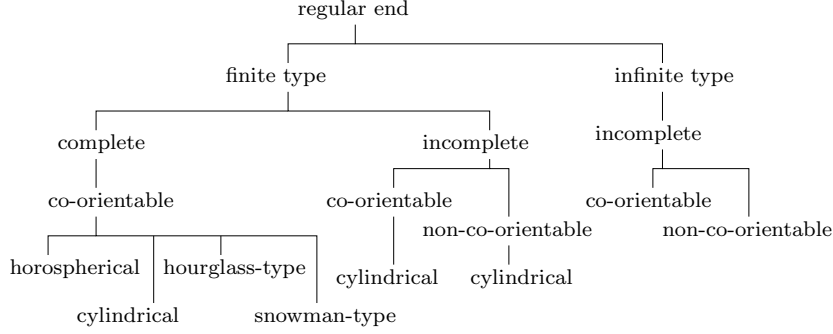 regular end
finite type
infinite type
complete
incomplete
incomplete
co-orientable
co-orientable
co-orientable
non-co-orientable
non-co-orientable
horospherical
hourglass-type
cylindrical
cylindrical
cylindrical
snowman-type